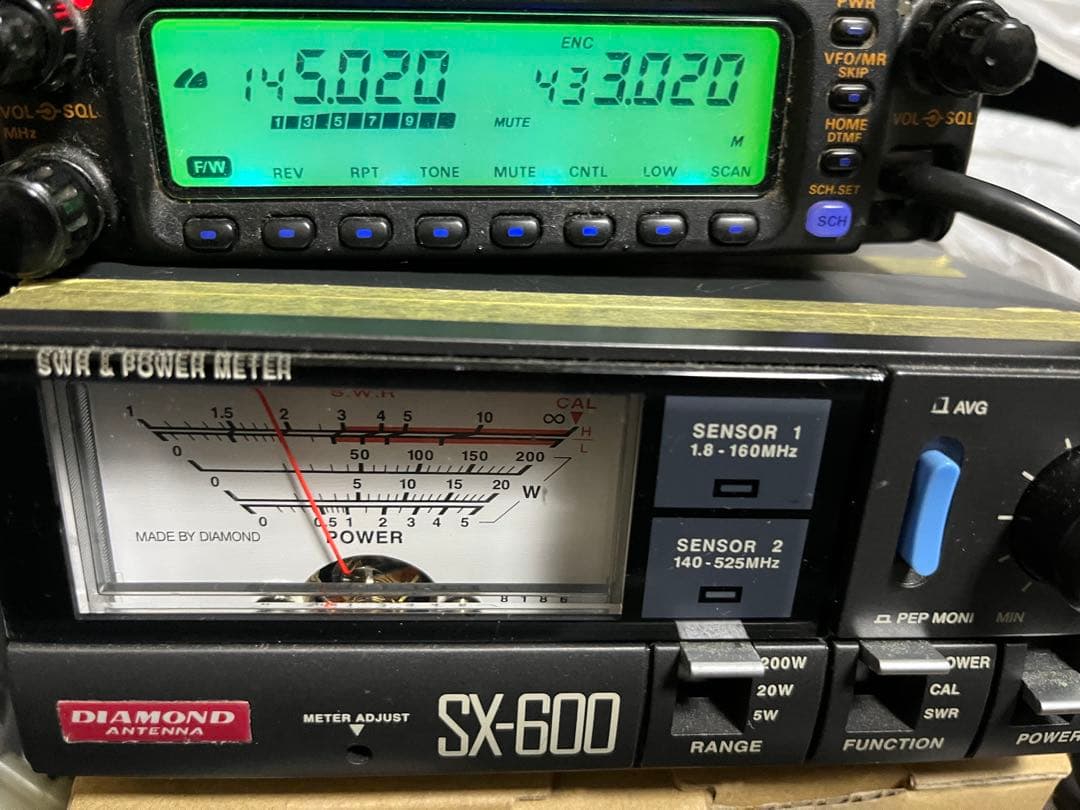 PWR
ENC
145.020
433.020
VFO/MR
SKIP
VOL SQL
MHz
1 3 5 7 9
MUTE
HOME
DTMF
VOL SQL
M
F/W REV RPT TONE MUTE CNTL LOW SCAN
SCH.SET
SCH
SWR & POWER METER
S.W.R
CAL
1 1.5 2 3 4 5 10 ∞
H
L
0 50 100 150 200
0 5 10 15 20
W
0 0.5 1 2 3 4 5
POWER
MADE BY DIAMOND
8186
SENSOR 1
1.8 - 160MHz
SENSOR 2
140 - 525MHz
AVG
PEP MONI MIN
DIAMOND
ANTENNA
METER ADJUST
SX-600
200W
20W
5W
RANGE
OWER
CAL
SWR
FUNCTION
POWER